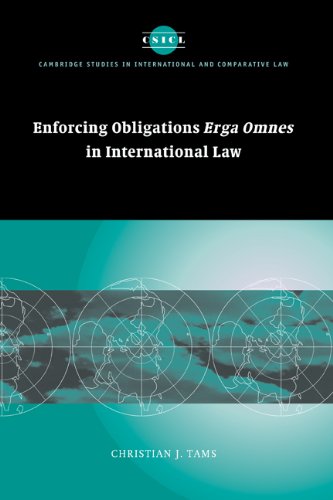 CSICL
CAMBRIDGE STUDIES IN INTERNATIONAL AND COMPARATIVE LAW
Enforcing Obligations Erga Omnes
in International Law
CHRISTIAN J. TAMS